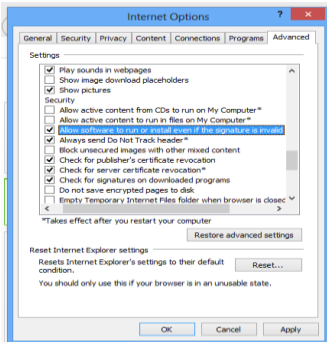 Internet Options
?
General Security Privacy Content Connections Programs Advanced
Settings
Play sounds in webpages
Show image download placeholders
Show pictures
Security
Allow active content from CDs to run on My Computer*
Allow active content to run in files on My Computer*
Allow software to run or install even if the signature is invalid
Always send Do Not Track header*
Block unsecured images with other mixed content
Check for publisher's certificate revocation
Check for server certificate revocation*
Check for signatures on downloaded programs
Do not save encrypted pages to disk
Empty Temporary Internet Files folder when browser is closed
*Takes effect after you restart your computer
Restore advanced settings
Reset Internet Explorer settings
Resets Internet Explorer's settings to their default
condition.
Reset...
You should only use this if your browser is in an unusable state.
OK Cancel Apply